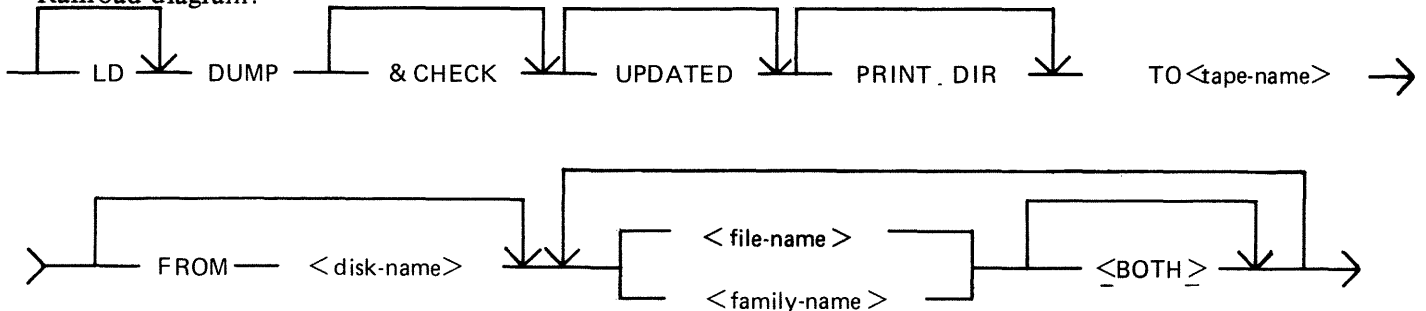 Railroad diagram:
LD DUMP & CHECK UPDATED PRINT_DIR TO<tape-name>
FROM <disk-name> <file-name> <BOTH>
<family-name>